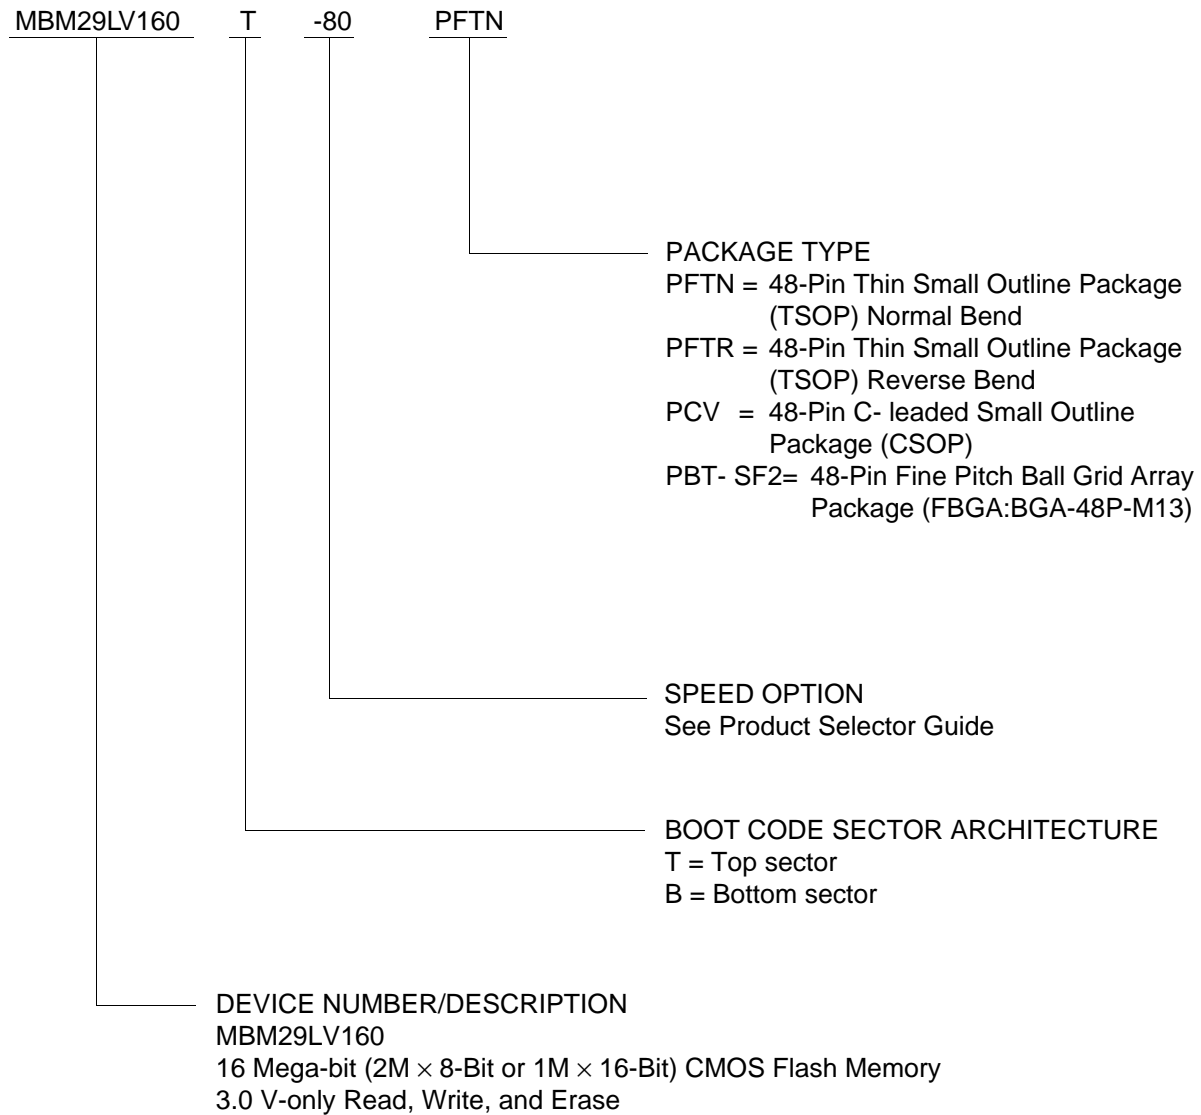 MBM29LV160 T -80 PFTN
PACKAGE TYPE
PFTN = 48-Pin Thin Small Outline Package
(TSOP) Normal Bend
PFTR = 48-Pin Thin Small Outline Package
(TSOP) Reverse Bend
PCV = 48-Pin C- leaded Small Outline
Package (CSOP)
PBT- SF2= 48-Pin Fine Pitch Ball Grid Array
Package (FBGA:BGA-48P-M13)
SPEED OPTION
See Product Selector Guide
BOOT CODE SECTOR ARCHITECTURE
T = Top sector
B = Bottom sector
DEVICE NUMBER/DESCRIPTION
MBM29LV160
16 Mega-bit (2M × 8-Bit or 1M × 16-Bit) CMOS Flash Memory
3.0 V-only Read, Write, and Erase